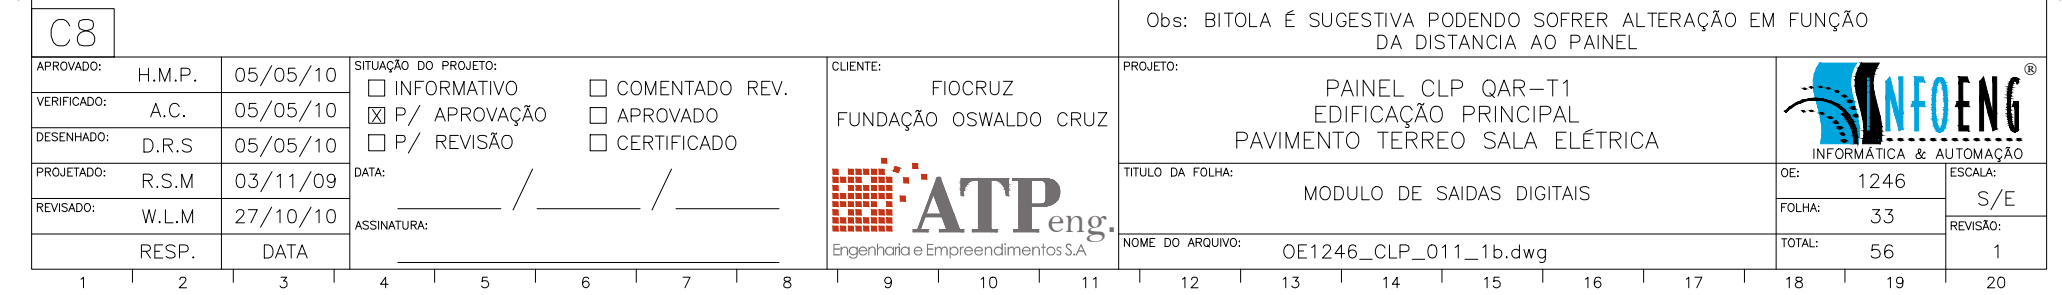 C8
Obs: BITOLA É SUGESTIVA PODENDO SOFRER ALTERAÇÃO EM FUNÇÃO
DA DISTANCIA AO PAINEL
APROVADO: H.M.P. 05/05/10
VERIFICADO: A.C. 05/05/10
DESENHADO: D.R.S 05/05/10
PROJETADO: R.S.M 03/11/09
REVISADO: W.L.M 27/10/10
RESP. DATA
SITUAÇÃO DO PROJETO:
INFORMATIVO COMENTADO REV.
X P/ APROVAÇÃO APROVADO
P/ REVISÃO CERTIFICADO
DATA: / /
ASSINATURA:
CLIENTE:
FIOCRUZ
FUNDAÇÃO OSWALDO CRUZ
ATPeng.
Engenharia e Empreendimentos S.A
PROJETO:
PAINEL CLP QAR-T1
EDIFICAÇÃO PRINCIPAL
PAVIMENTO TERREO SALA ELÉTRICA
TITULO DA FOLHA:
MODULO DE SAIDAS DIGITAIS
NOME DO ARQUIVO: OE1246_CLP_011_1b.dwg
INFOENG®
INFORMÁTICA & AUTOMAÇÃO
OE: 1246
FOLHA: 33
TOTAL: 56
ESCALA:
S/E
REVISÃO:
1
1 2 3 4 5 6 7 8 9 10 11 12 13 14 15 16 17 18 19 20